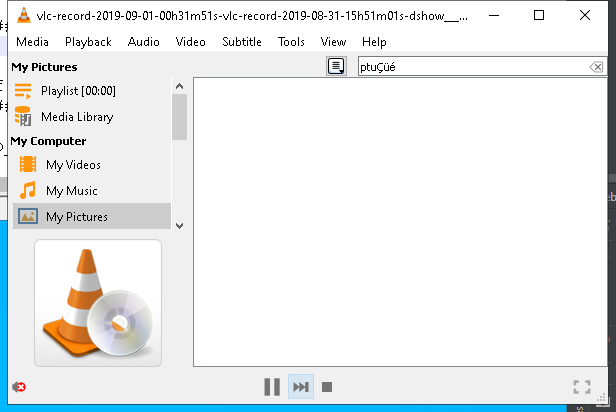 vlc-record-2019-09-01-00h31m51s-vlc-record-2019-08-31-15h51m01s-dshow___...
Media Playback Audio Video Subtitle Tools View Help
My Pictures
ptuÇüé
Playlist [00:00]
Media Library
My Computer
My Videos
My Music
My Pictures